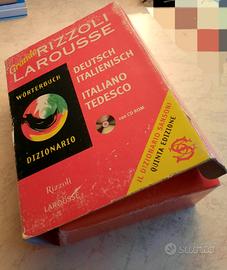 Grande
RIZZOLI
LAROUSSE
WÖRTERBUCH
DEUTSCH
ITALIENISCH
ITALIANO
TEDESCO
DIZIONARIO
con CD-ROM
IL DIZIONARIO SANSONI
QUINTA EDIZIONE
Rizzoli
LAROUSSE
SUBITO